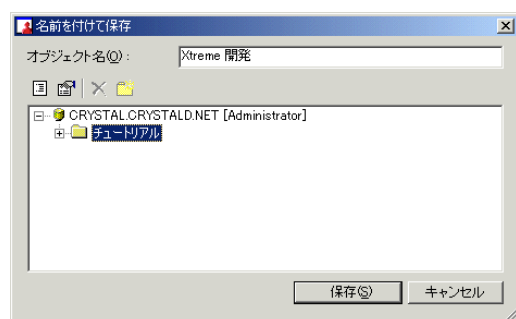 名前を付けて保存
オブジェクト名(O):
Xtreme 開発
CRYSTAL.CRYSTALD.NET [Administrator]
チュートリアル
保存(S)
キャンセル